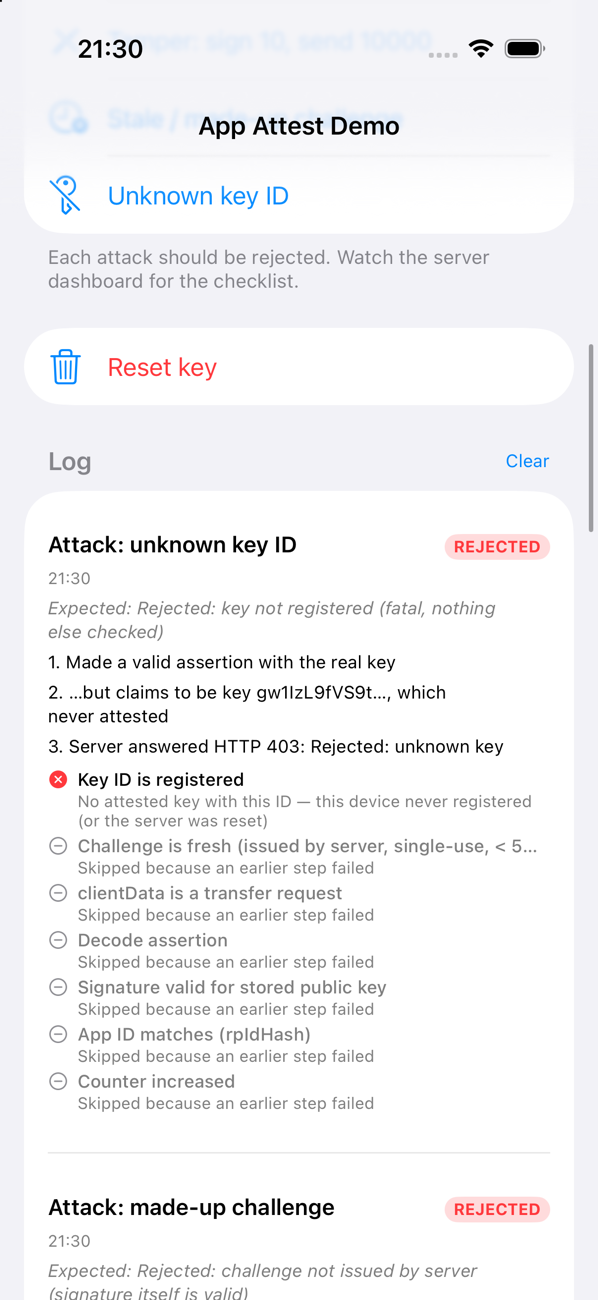 21:30
Tamper: sign 10, send 10000
App Attest Demo
Unknown key ID
Each attack should be rejected. Watch the server
dashboard for the checklist.
Reset key
Log
Clear
Attack: unknown key ID
REJECTED
21:30
Expected: Rejected: key not registered (fatal, nothing
else checked)
1. Made a valid assertion with the real key
2. …but claims to be key gw1IzL9fVS9t…, which
never attested
3. Server answered HTTP 403: Rejected: unknown key
Key ID is registered
No attested key with this ID — this device never registered
(or the server was reset)
Challenge is fresh (issued by server, single-use, < 5…
Skipped because an earlier step failed
clientData is a transfer request
Skipped because an earlier step failed
Decode assertion
Skipped because an earlier step failed
Signature valid for stored public key
Skipped because an earlier step failed
App ID matches (rpIdHash)
Skipped because an earlier step failed
Counter increased
Skipped because an earlier step failed
Attack: made-up challenge
REJECTED
21:30
Expected: Rejected: challenge not issued by server
(signature itself is valid)